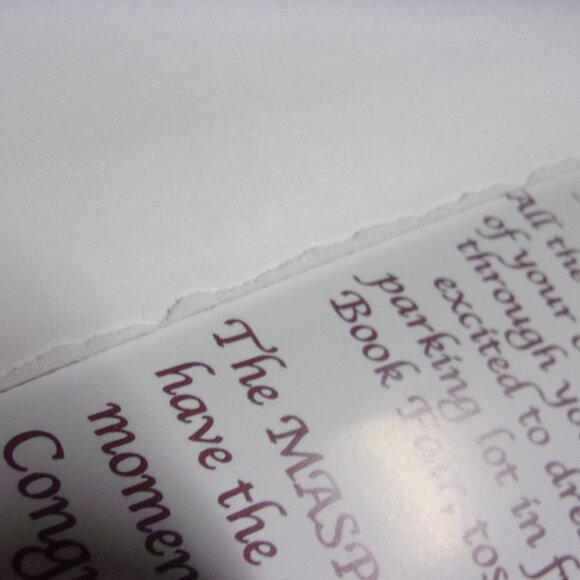 All the
of your
through yo
excited to dre
parking lot in f
Book Fair, tos
The MASP
have the
momen
Cong